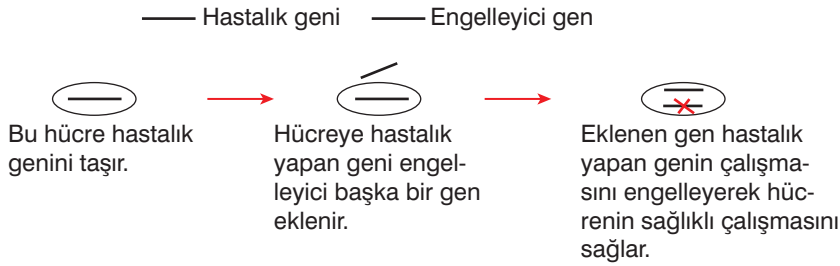 Hastalık geni Engelleyici gen
Bu hücre hastalık
genini taşır.
Hücreye hastalık
yapan geni engel-
leyici başka bir gen
eklenir.
Eklenen gen hastalık
yapan genin çalışma-
sını engelleyerek hüc-
renin sağlıklı çalışmasını
sağlar.